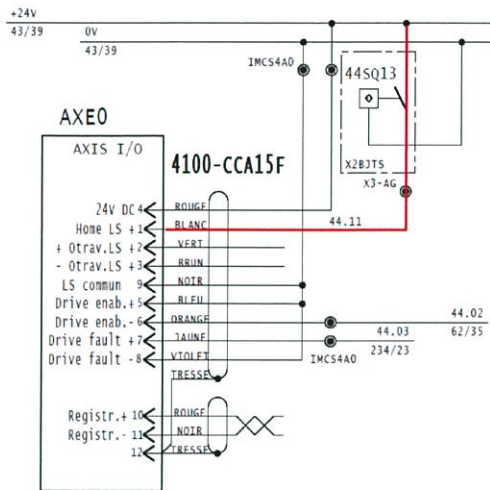 +24V
43/39
0V
43/39
IMCS4A0
44SQ13
X2BJTS
X3-AG
AXE0
AXIS I/O
4100-CCA15F
24V DC 4 ROUGE
Home LS + 1 BLANC 44.11
+ Otrav.LS + 2 VERT
- Otrav.LS + 3 BRUN
LS commun 9 NOIR
Drive enab.+ 5 BLEU
Drive enab.- 6 ORANGE 44.02
62/35
Drive fault + 7 JAUNE 44.03
234/23
Drive fault - 8 VIOLET IMCS4A0
TRESSE
Registr.+ 10 ROUGE
Registr.- 11 NOIR
12 TRESSE